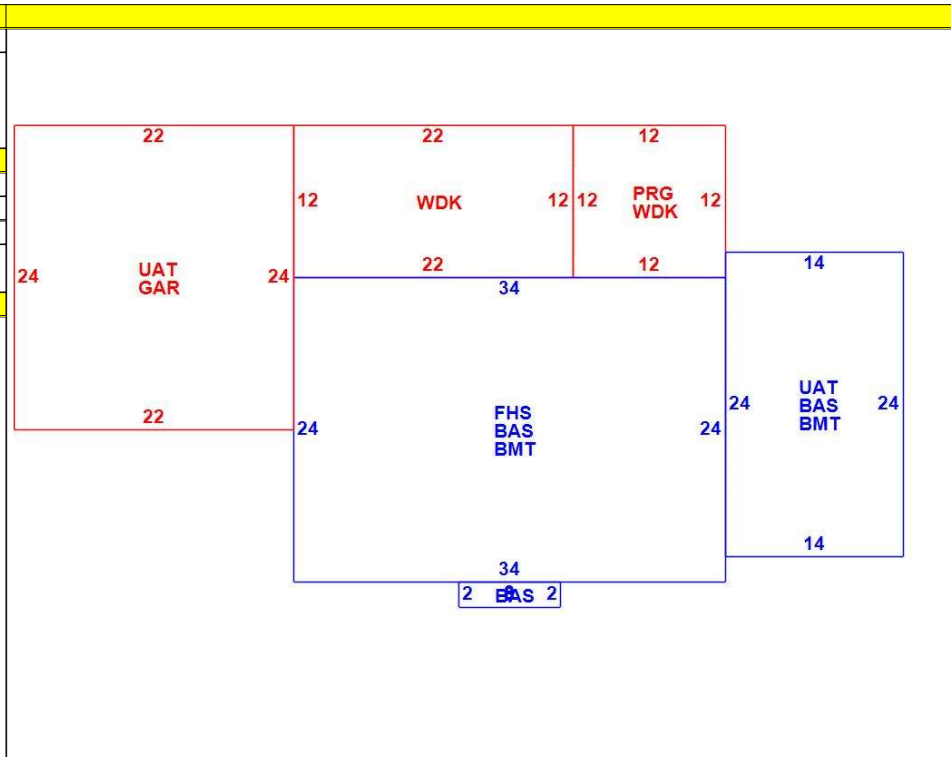 22 22 12
12 WDK 12 12 PRG 12
WDK
24 UAT 24
GAR
22 12
14
34
22
24 FHS 24
BAS
BMT
24 UAT 24
BAS
BMT
14
34
2 BAS 2